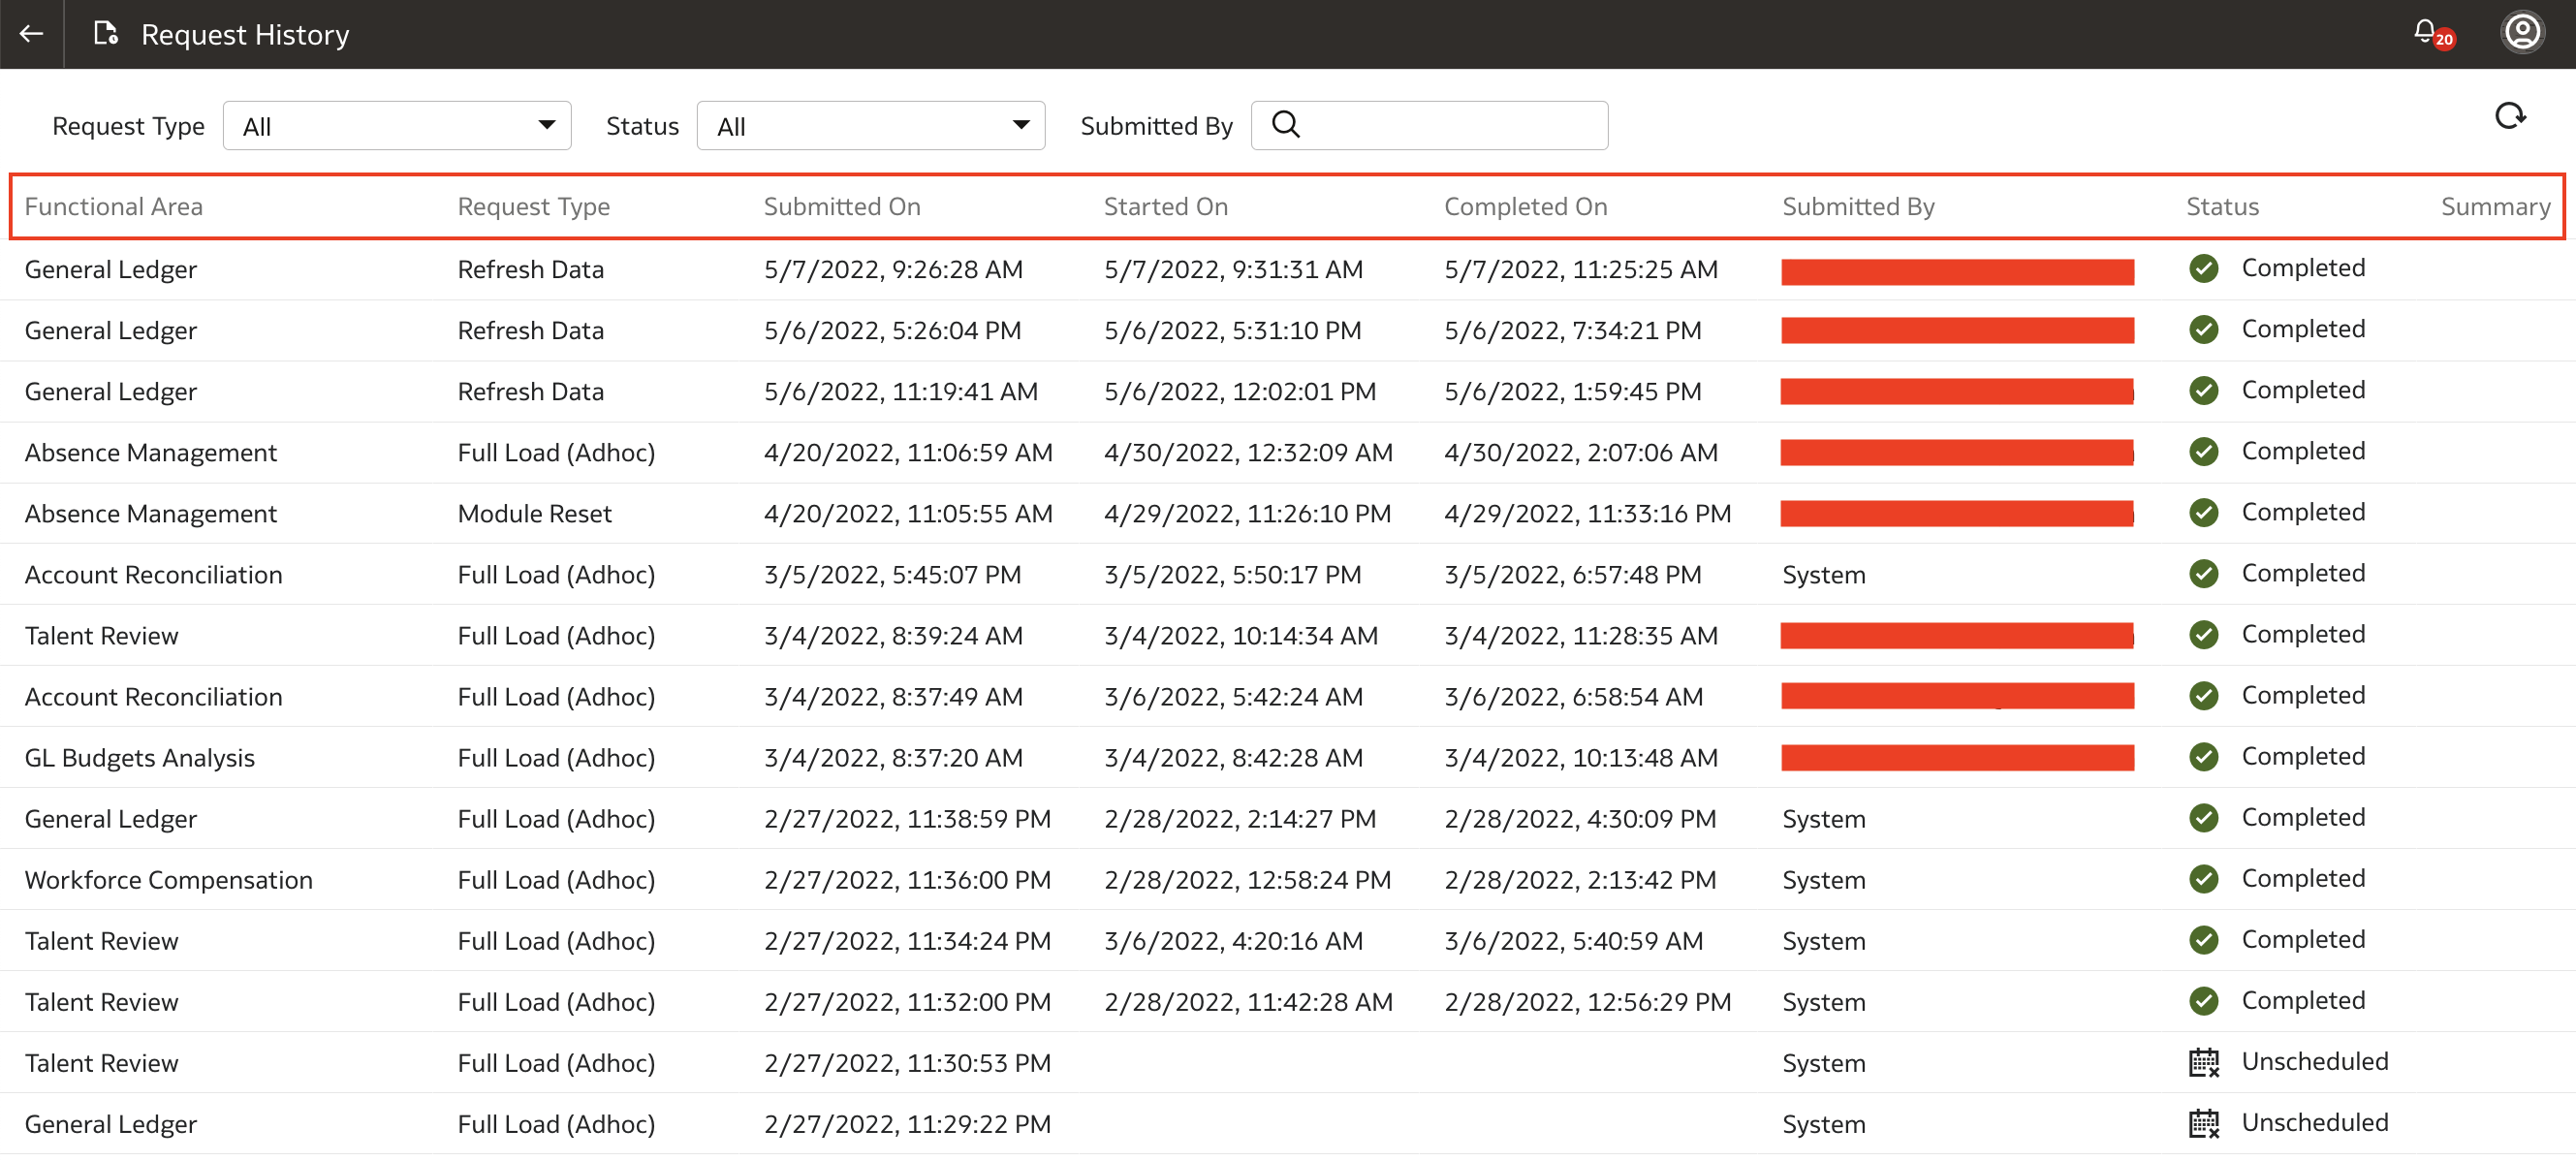 Request History 20
Request Type All Status All Submitted By
Functional Area Request Type Submitted On Started On Completed On Submitted By Status Summary
General Ledger Refresh Data 5/7/2022, 9:26:28 AM 5/7/2022, 9:31:31 AM 5/7/2022, 11:25:25 AM Completed
General Ledger Refresh Data 5/6/2022, 5:26:04 PM 5/6/2022, 5:31:10 PM 5/6/2022, 7:34:21 PM Completed
General Ledger Refresh Data 5/6/2022, 11:19:41 AM 5/6/2022, 12:02:01 PM 5/6/2022, 1:59:45 PM Completed
Absence Management Full Load (Adhoc) 4/20/2022, 11:06:59 AM 4/30/2022, 12:32:09 AM 4/30/2022, 2:07:06 AM Completed
Absence Management Module Reset 4/20/2022, 11:05:55 AM 4/29/2022, 11:26:10 PM 4/29/2022, 11:33:16 PM Completed
Account Reconciliation Full Load (Adhoc) 3/5/2022, 5:45:07 PM 3/5/2022, 5:50:17 PM 3/5/2022, 6:57:48 PM System Completed
Talent Review Full Load (Adhoc) 3/4/2022, 8:39:24 AM 3/4/2022, 10:14:34 AM 3/4/2022, 11:28:35 AM Completed
Account Reconciliation Full Load (Adhoc) 3/4/2022, 8:37:49 AM 3/6/2022, 5:42:24 AM 3/6/2022, 6:58:54 AM Completed
GL Budgets Analysis Full Load (Adhoc) 3/4/2022, 8:37:20 AM 3/4/2022, 8:42:28 AM 3/4/2022, 10:13:48 AM Completed
General Ledger Full Load (Adhoc) 2/27/2022, 11:38:59 PM 2/28/2022, 2:14:27 PM 2/28/2022, 4:30:09 PM System Completed
Workforce Compensation Full Load (Adhoc) 2/27/2022, 11:36:00 PM 2/28/2022, 12:58:24 PM 2/28/2022, 2:13:42 PM System Completed
Talent Review Full Load (Adhoc) 2/27/2022, 11:34:24 PM 3/6/2022, 4:20:16 AM 3/6/2022, 5:40:59 AM System Completed
Talent Review Full Load (Adhoc) 2/27/2022, 11:32:00 PM 2/28/2022, 11:42:28 AM 2/28/2022, 12:56:29 PM System Completed
Talent Review Full Load (Adhoc) 2/27/2022, 11:30:53 PM System Unscheduled
General Ledger Full Load (Adhoc) 2/27/2022, 11:29:22 PM System Unscheduled